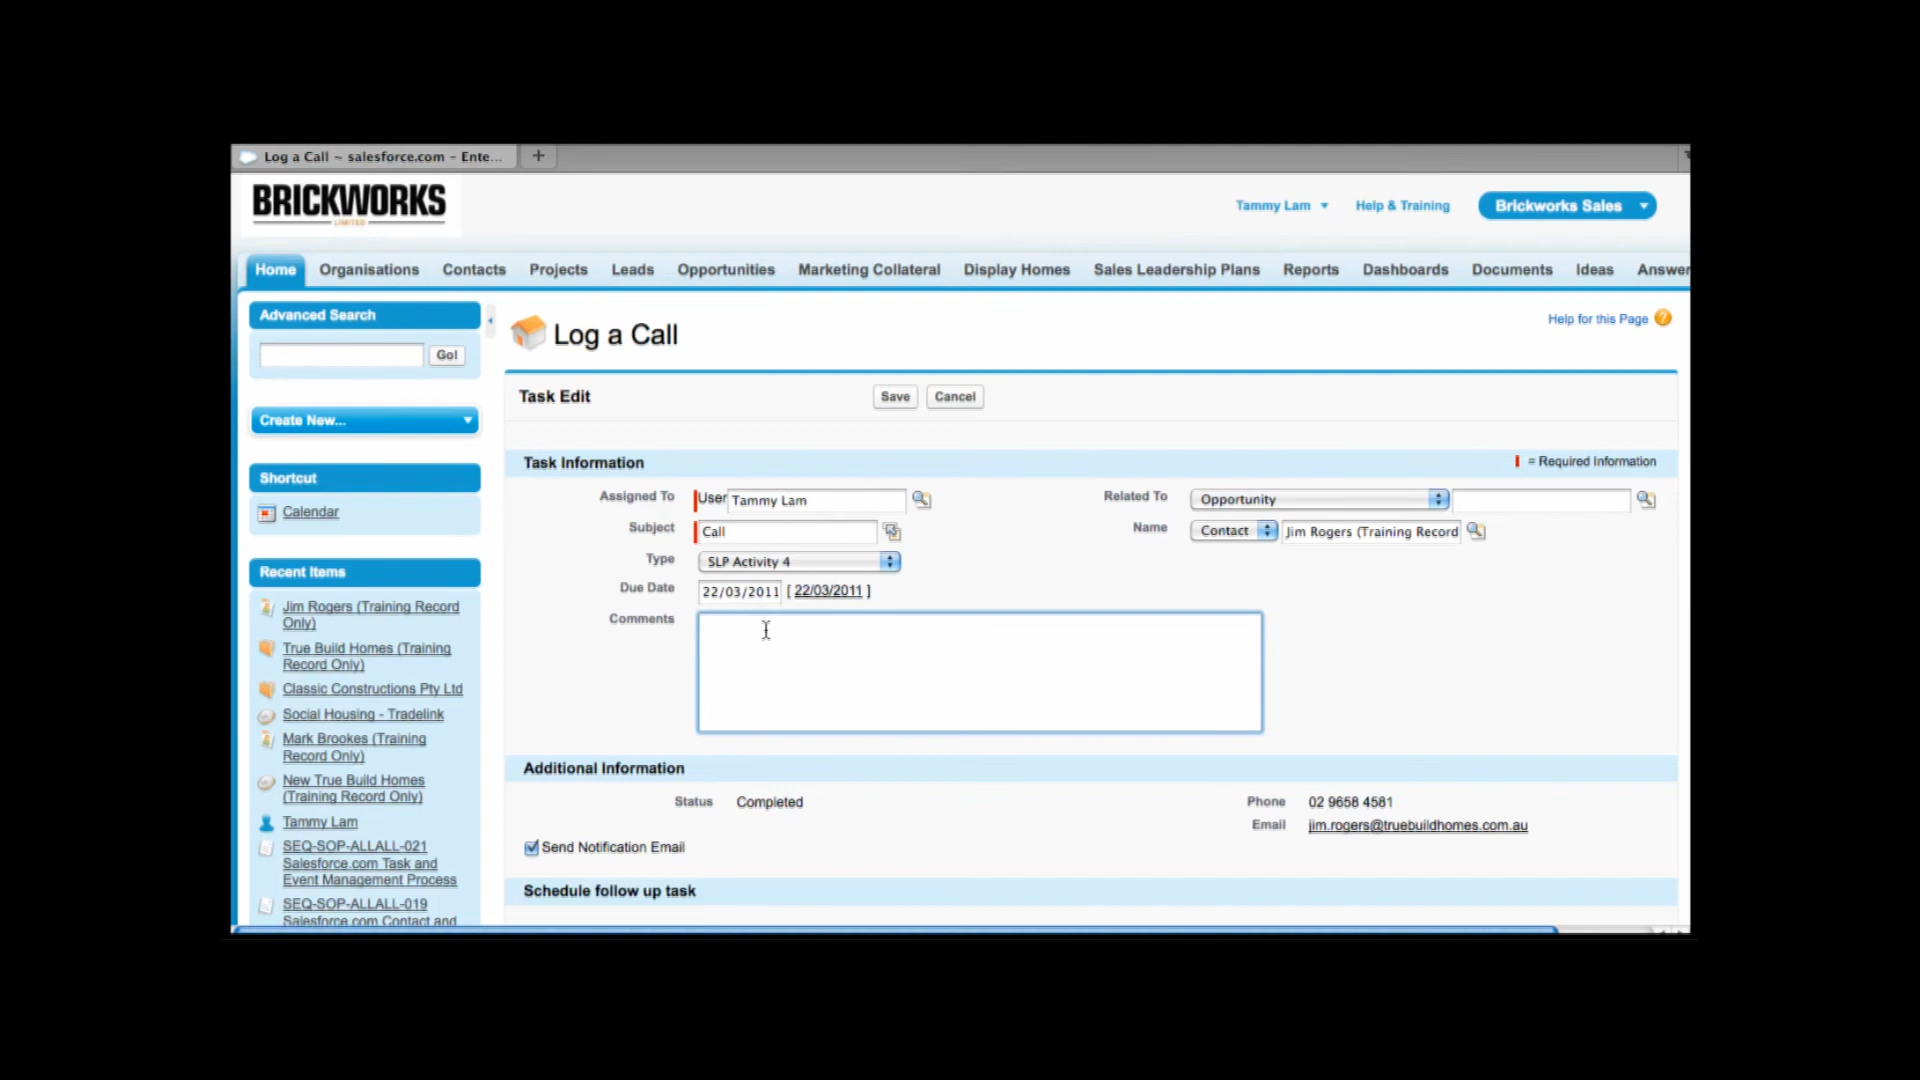 Log a Call ~ salesforce.com – Ente...
BRICKWORKS
LIMITED
Tammy Lam
Help & Training
Brickworks Sales
Home Organisations Contacts Projects Leads Opportunities Marketing Collateral Display Homes Sales Leadership Plans Reports Dashboards Documents Ideas Answer
Advanced Search
Go!
Create New...
Shortcut
Calendar
Recent Items
Jim Rogers (Training Record
Only)
True Build Homes (Training
Record Only)
Classic Constructions Pty Ltd
Social Housing - Tradelink
Mark Brookes (Training
Record Only)
New True Build Homes
(Training Record Only)
Tammy Lam
SEQ-SOP-ALLALL-021
Salesforce.com Task and
Event Management Process
SEQ-SOP-ALLALL-019
Salesforce.com Contact and
Log a Call
Help for this Page
Task Edit
Save Cancel
Task Information
= Required Information
Assigned To User Tammy Lam
Related To Opportunity
Subject Call
Name Contact Jim Rogers (Training Record
Type SLP Activity 4
Due Date 22/03/2011 [ 22/03/2011 ]
Comments
Additional Information
Status Completed
Phone 02 9658 4581
Email jim.rogers@truebuildhomes.com.au
Send Notification Email
Schedule follow up task